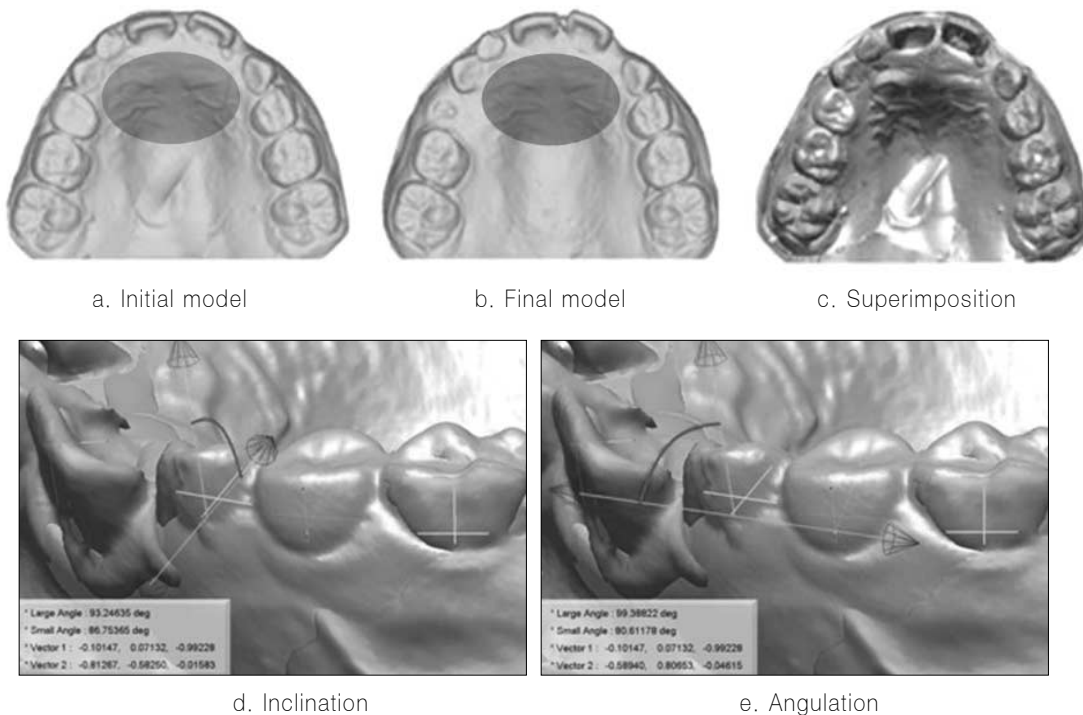 a. Initial model
b. Final model
c. Superimposition
* Large Angle : 93.24635 deg
* Small Angle : 86.75365 deg
* Vector 1 : -0.10147, 0.07132, -0.99228
* Vector 2 : -0.81267, -0.58250, -0.01583
* Large Angle : 99.38822 deg
* Small Angle : 80.61178 deg
* Vector 1 : -0.10147, 0.07132, -0.99228
* Vector 2 : -0.58940, 0.80653, -0.04615
d. Inclination
e. Angulation